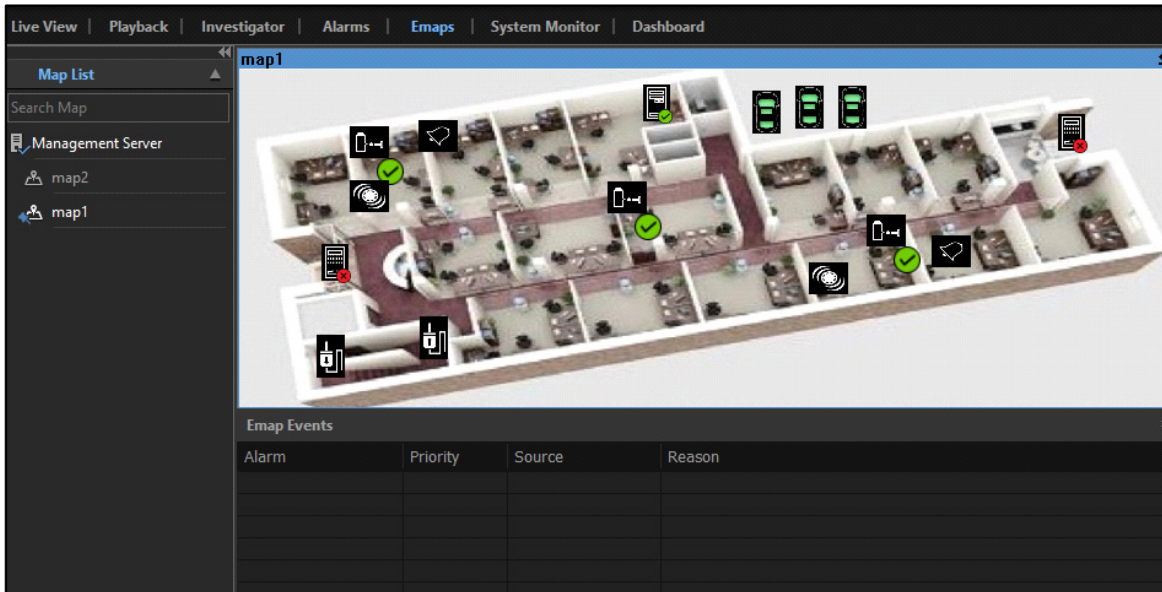 Live View | Playback | Investigator | Alarms | Emaps | System Monitor | Dashboard
Map List
Search Map
Management Server
map2
map1
map1
Emap Events
Alarm Priority Source Reason